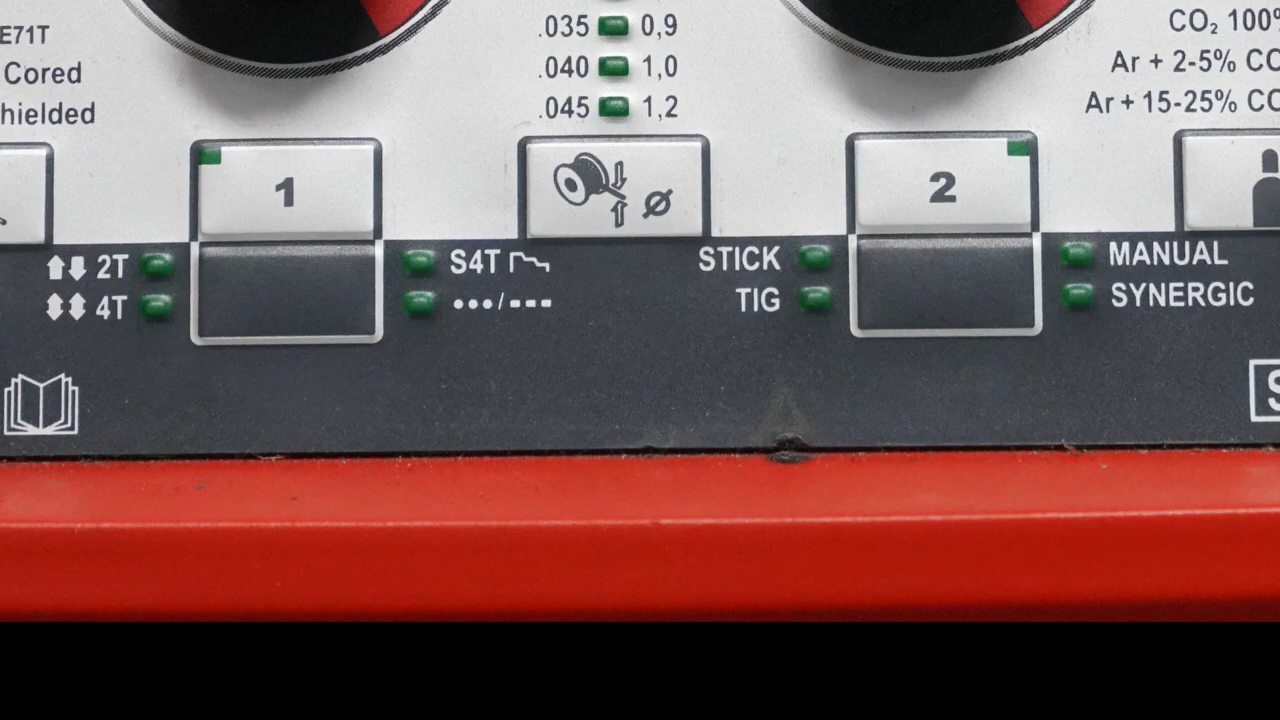 E71T
Cored
hielded
.035 0,9
.040 1,0
.045 1,2
CO₂ 100%
Ar + 2-5% CO
Ar + 15-25% CO
1
Ø
2
2T
4T
S4T
•••/---
STICK
TIG
MANUAL
SYNERGIC
S